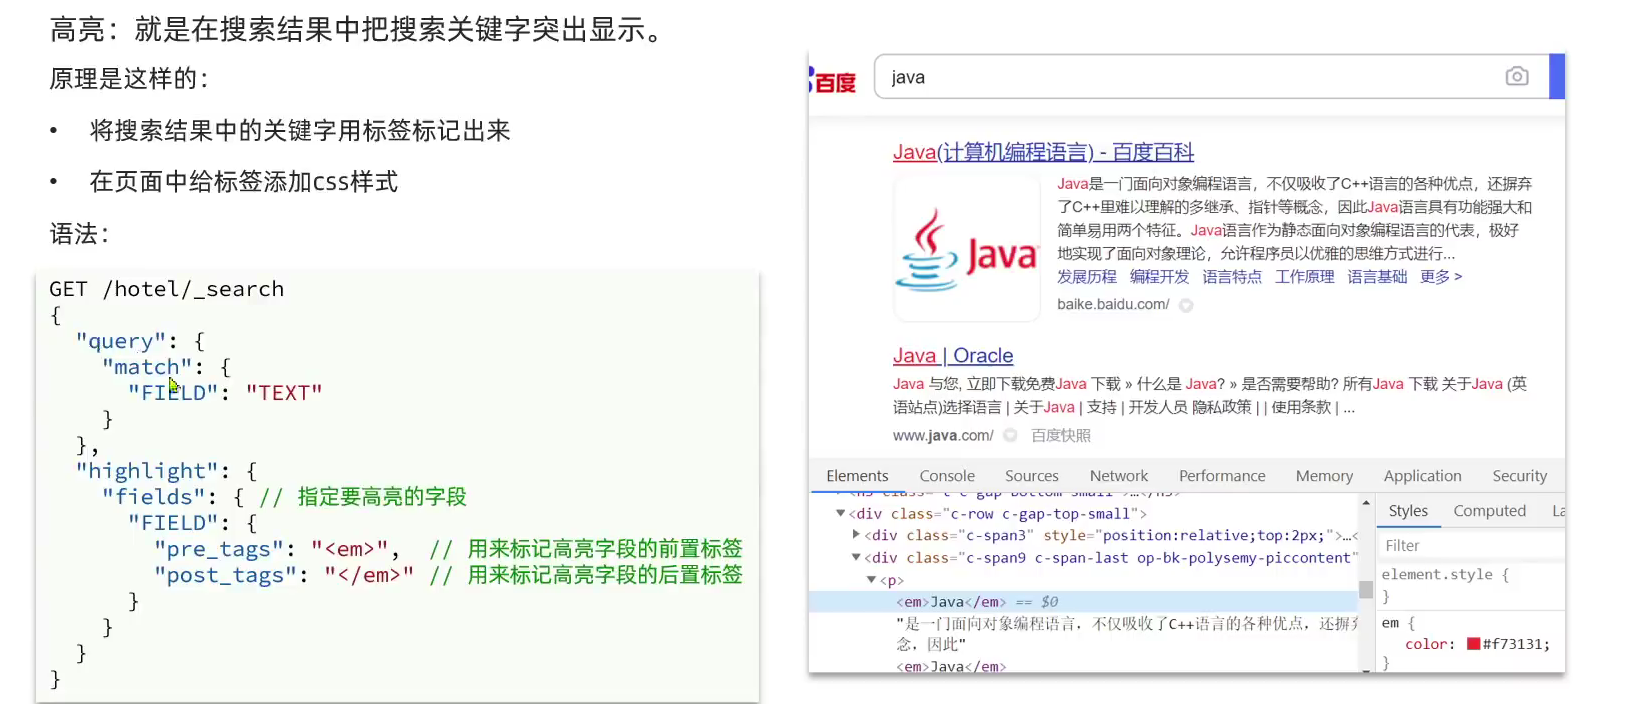 高亮：就是在搜索结果中把搜索关键字突出显示。
原理是这样的：
• 将搜索结果中的关键字用标签标记出来
• 在页面中给标签添加css样式
语法：
GET /hotel/_search
{
"query": {
"match": {
"FIELD": "TEXT"
}
},
"highlight": {
"fields": { // 指定要高亮的字段
"FIELD": {
"pre_tags": "<em>", // 用来标记高亮字段的前置标签
"post_tags": "</em>" // 用来标记高亮字段的后置标签
}
}
}
}
百度
java
Java(计算机编程语言) - 百度百科
Java
Java是一门面向对象编程语言，不仅吸收了C++语言的各种优点，还摒弃
了C++里难以理解的多继承、指针等概念，因此Java语言具有功能强大和
简单易用两个特征。Java语言作为静态面向对象编程语言的代表，极好
地实现了面向对象理论，允许程序员以优雅的思维方式进行...
发展历程 编程开发 语言特点 工作原理 语言基础 更多 >
baike.baidu.com/
Java | Oracle
Java 与您, 立即下载免费Java 下载 » 什么是 Java? » 是否需要帮助? 所有Java 下载 关于Java (英
语站点)选择语言 | 关于Java | 支持 | 开发人员 隐私政策 | | 使用条款 | ...
www.java.com/ 百度快照
Elements Console Sources Network Performance Memory Application Security
<div class="c-row c-gap-top-small">
<div class="c-span3" style="position:relative;top:2px;">…<
<div class="c-span9 c-span-last op-bk-polysemy-piccontent"
<p>
<em>Java</em> == $0
"是一门面向对象编程语言，不仅吸收了C++语言的各种优点，还摒弃
念，因此"
<em>Java</em>
Styles Computed La
Filter
element.style {
}
em {
color: #f73131;
}